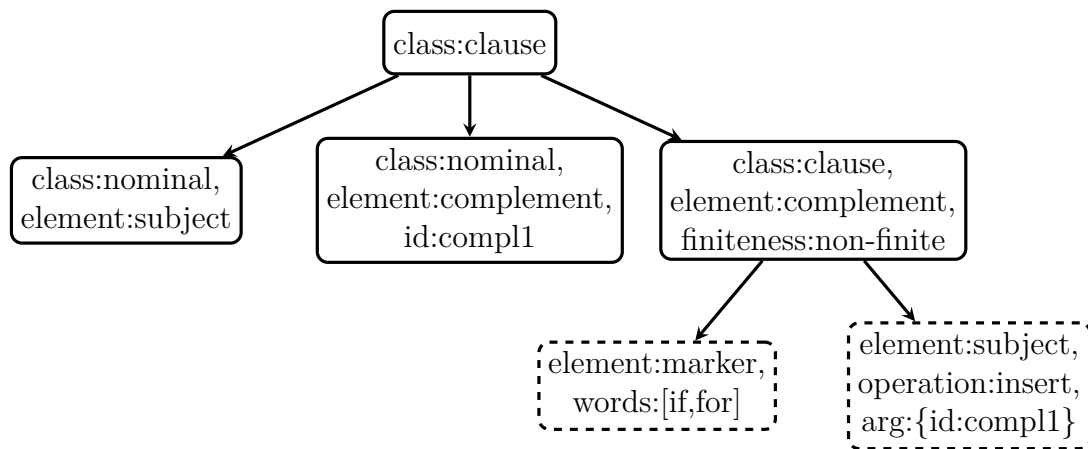 class:clause
class:nominal,
element:subject
class:nominal,
element:complement,
id:compl1
class:clause,
element:complement,
finiteness:non-finite
element:marker,
words:[if,for]
element:subject,
operation:insert,
arg:{id:compl1}